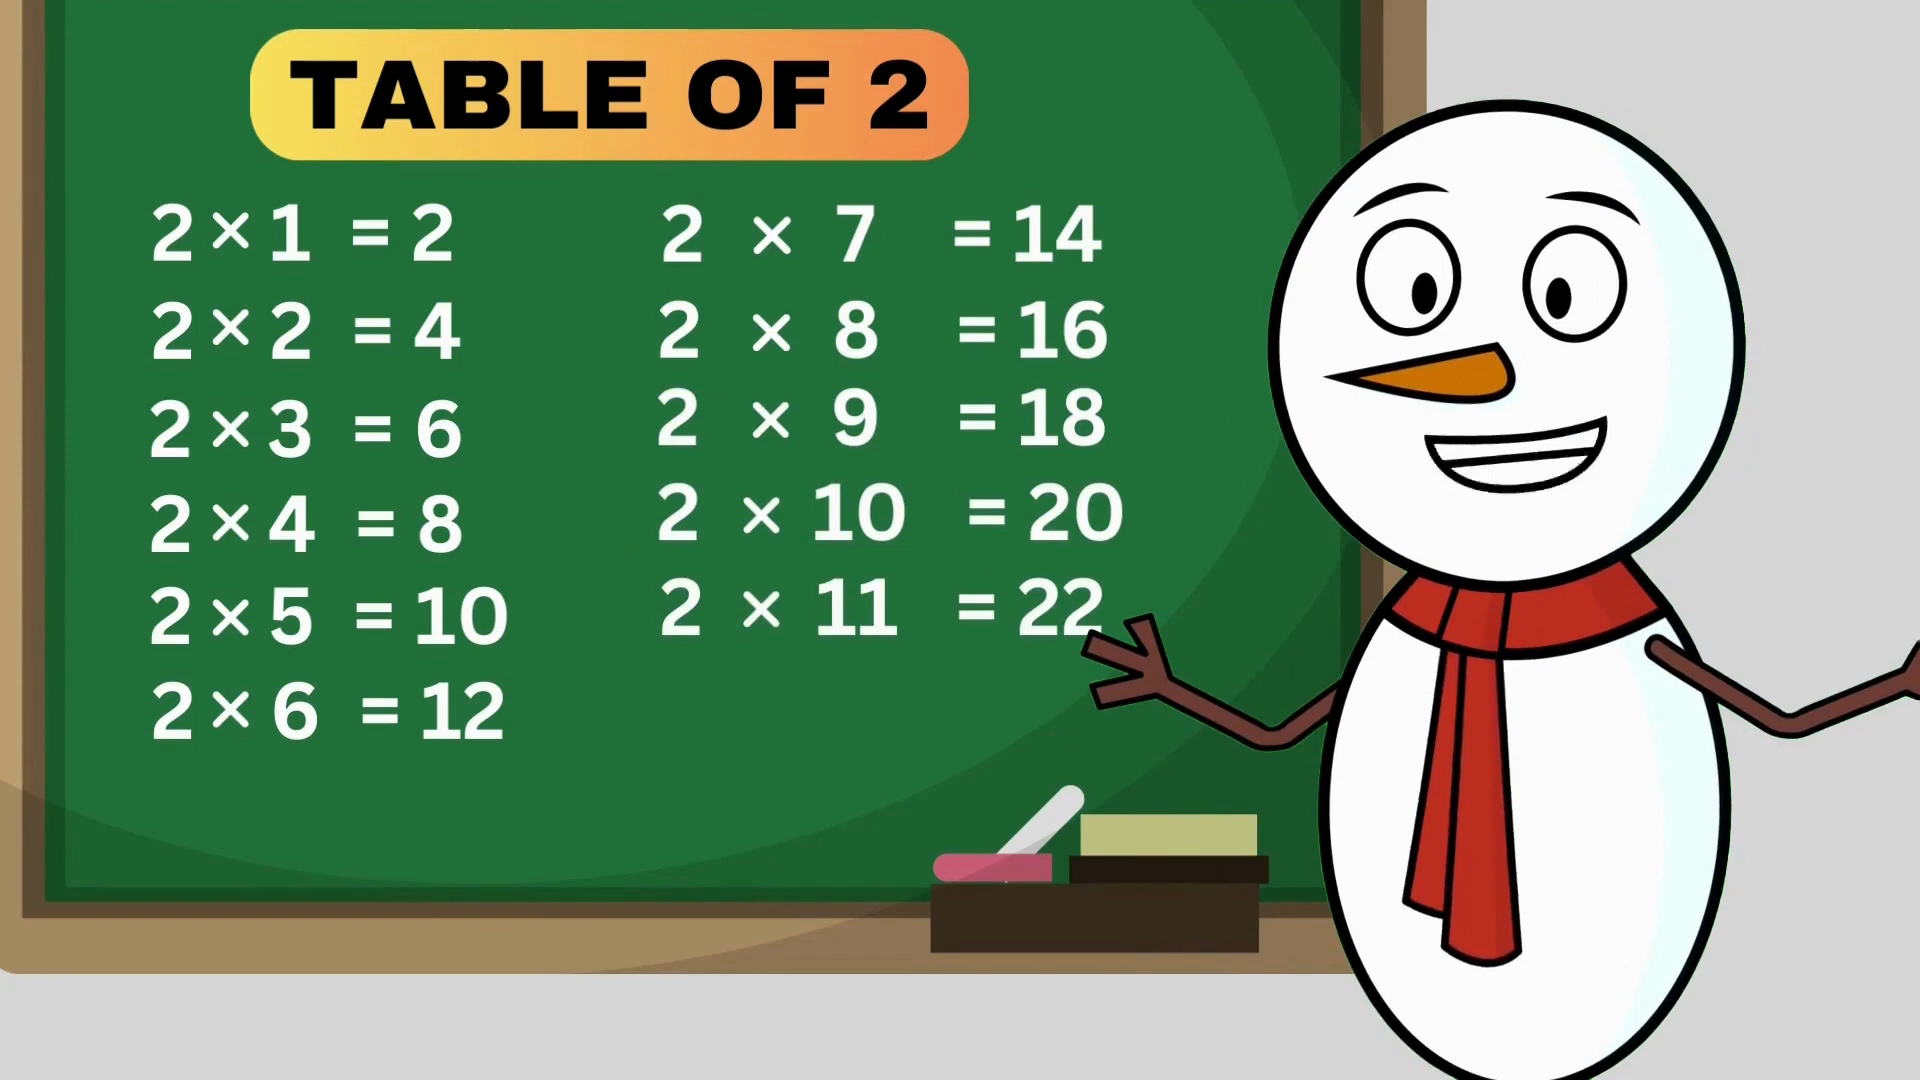 TABLE OF 2
2 × 1 = 2
2 × 2 = 4
2 × 3 = 6
2 × 4 = 8
2 × 5 = 10
2 × 6 = 12
2 × 7 = 14
2 × 8 = 16
2 × 9 = 18
2 × 10 = 20
2 × 11 = 22